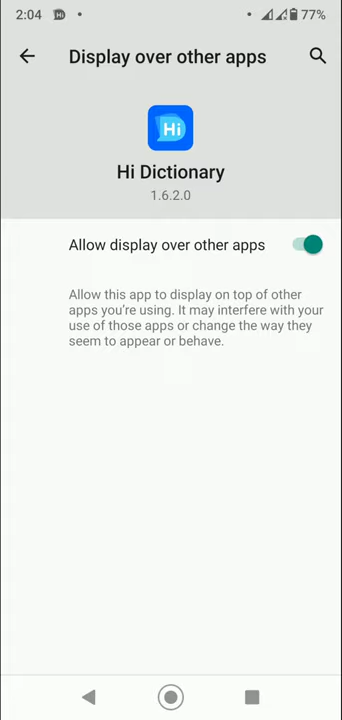 2:04 Hi 77%
Display over other apps
Hi
Hi Dictionary
1.6.2.0
Allow display over other apps
Allow this app to display on top of other
apps you're using. It may interfere with your
use of those apps or change the way they
seem to appear or behave.